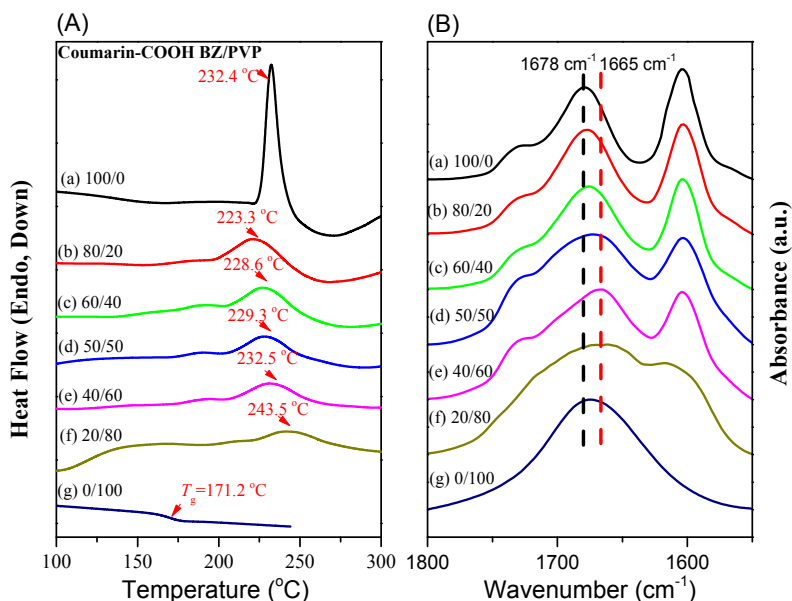 (A)
Coumarin-COOH BZ/PVP
232.4 °C
(a) 100/0
223.3 °C
(b) 80/20
228.6 °C
(c) 60/40
229.3 °C
(d) 50/50
232.5 °C
(e) 40/60
243.5 °C
(f) 20/80
Tg=171.2 °C
(g) 0/100
100 150 200 250 300
Temperature (°C)
Heat Flow (Endo, Down)
(B)
1678 cm-1 1665 cm-1
(a) 100/0
(b) 80/20
(c) 60/40
(d) 50/50
(e) 40/60
(f) 20/80
(g) 0/100
1800 1700 1600
Wavenumber (cm-1)
Absorbance (a.u.)